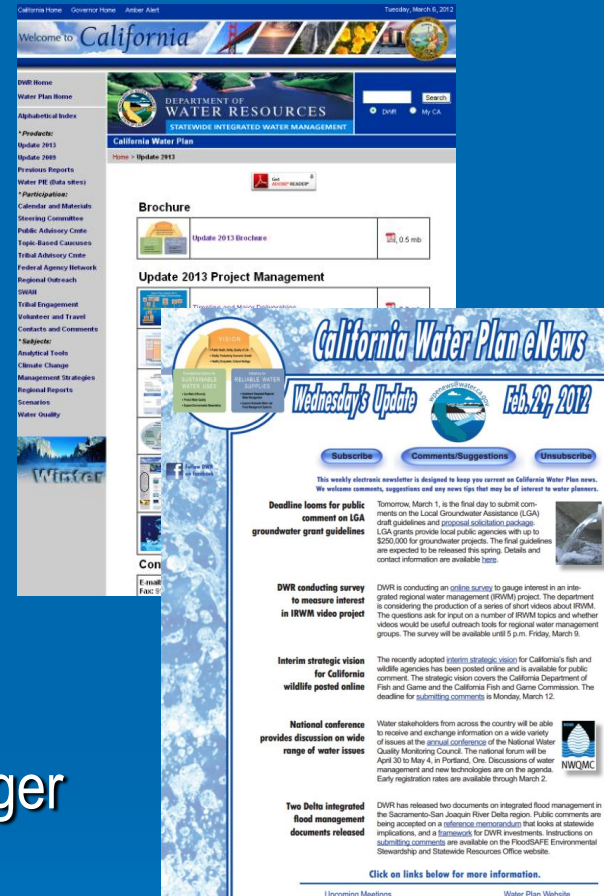 California Home Governor Home Amber Alert Tuesday, March 6, 2012
Welcome to California
DWR Home
Water Plan Home
Alphabetical Index
* Products:
Update 2013
Update 2009
Previous Reports
Water PIE (Data sites)
* Participation:
Calendar and Materials
Steering Committee
Public Advisory Cmte
Topic-Based Caucuses
Tribal Advisory Cmte
Federal Agency Network
Regional Outreach
SWAN
Tribal Engagement
Volunteer and Travel
Contacts and Comments
* Subjects:
Analytical Tools
Climate Change
Management Strategies
Regional Reports
Scenarios
Water Quality
Winter
DEPARTMENT OF
WATER RESOURCES
STATEWIDE INTEGRATED WATER MANAGEMENT
Search
DWR My CA
California Water Plan
Home > Update 2013
Get
ADOBE READER
Brochure
Update 2013 Brochure , 0.5 mb
Update 2013 Project Management
Timeline and Major Deliverables
Con
E-mail
Fax: 9
VISION
SUSTAINABLE
WATER USES
RELIABLE WATER
SUPPLIES
California Water Plan eNews
Wednesday's Update
wpenews@water.ca.gov
Feb. 29, 2012
Follow DWR
on facebook
Subscribe Comments/Suggestions Unsubscribe
This weekly electronic newsletter is designed to keep you current on California Water Plan news.
We welcome comments, suggestions and any news tips that may be of interest to water planners.
Deadline looms for public
comment on LGA
groundwater grant guidelines
Tomorrow, March 1, is the final day to submit com-
ments on the Local Groundwater Assistance (LGA)
draft guidelines and proposal solicitation package.
LGA grants provide local public agencies with up to
$250,000 for groundwater projects. The final guidelines
are expected to be released this spring. Details and
contact information are available here.
DWR conducting survey
to measure interest
in IRWM video project
DWR is conducting an online survey to gauge interest in an inte-
grated regional water management (IRWM) project. The department
is considering the production of a series of short videos about IRWM.
The questions ask for input on a number of IRWM topics and whether
videos would be useful outreach tools for regional water management
groups. The survey will be available until 5 p.m. Friday, March 9.
Interim strategic vision
for California
wildlife posted online
The recently adopted interim strategic vision for California's fish and
wildlife agencies has been posted online and is available for public
comment. The strategic vision covers the California Department of
Fish and Game and the California Fish and Game Commission. The
deadline for submitting comments is Monday, March 12.
National conference
provides discussion on wide
range of water issues
Water stakeholders from across the country will be able
to receive and exchange information on a wide variety
of issues at the annual conference of the National Water
Quality Monitoring Council. The national forum will be
April 30 to May 4, in Portland, Ore. Discussions of water
management and new technologies are on the agenda.
Early registration rates are available through March 2.
NWQMC
Two Delta integrated
flood management
documents released
DWR has released two documents on integrated flood management in
the Sacramento-San Joaquin River Delta region. Public comments are
being accepted on a reference memorandum that looks at statewide
implications, and a framework for DWR investments. Instructions on
submitting comments are available on the FloodSAFE Environmental
Stewardship and Statewide Resources Office website.
Click on links below for more information.
Upcoming Meetings Water Plan Website
ger